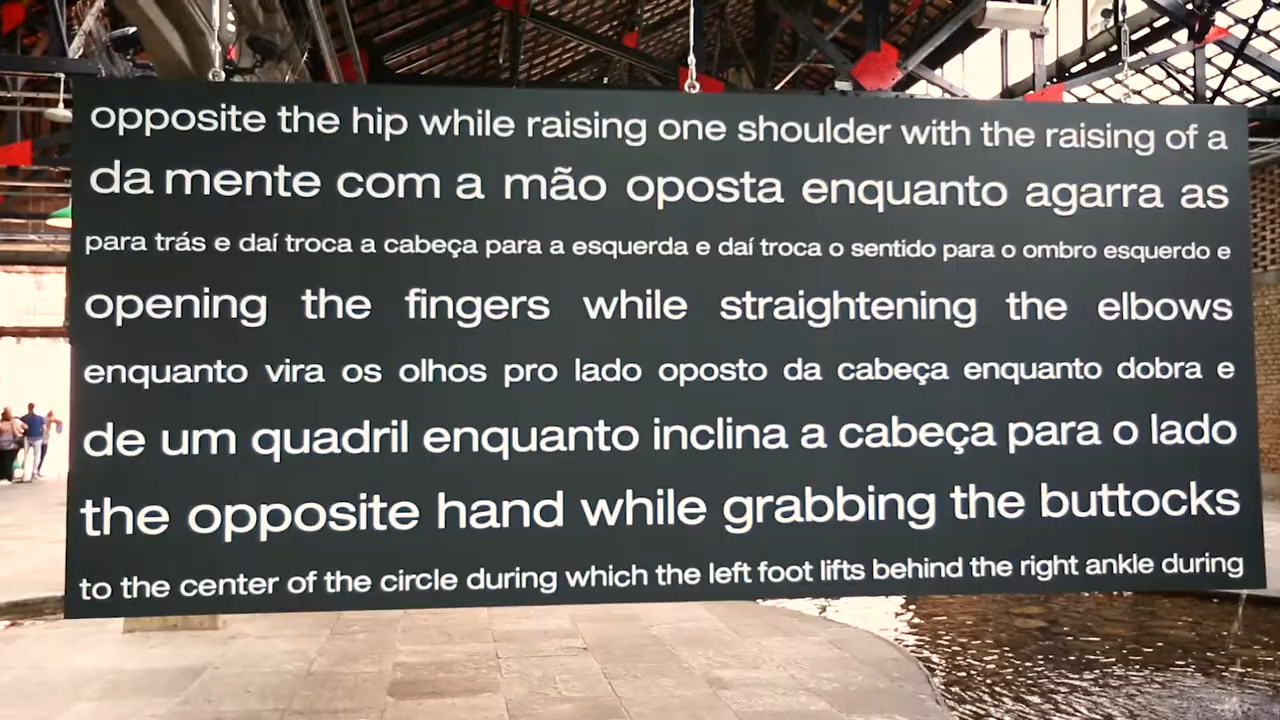 opposite the hip while raising one shoulder with the raising of a
da mente com a mão oposta enquanto agarra as
para trás e daí troca a cabeça para a esquerda e daí troca o sentido para o ombro esquerdo e
opening the fingers while straightening the elbows
enquanto vira os olhos pro lado oposto da cabeça enquanto dobra e
de um quadril enquanto inclina a cabeça para o lado
the opposite hand while grabbing the buttocks
to the center of the circle during which the left foot lifts behind the right ankle during